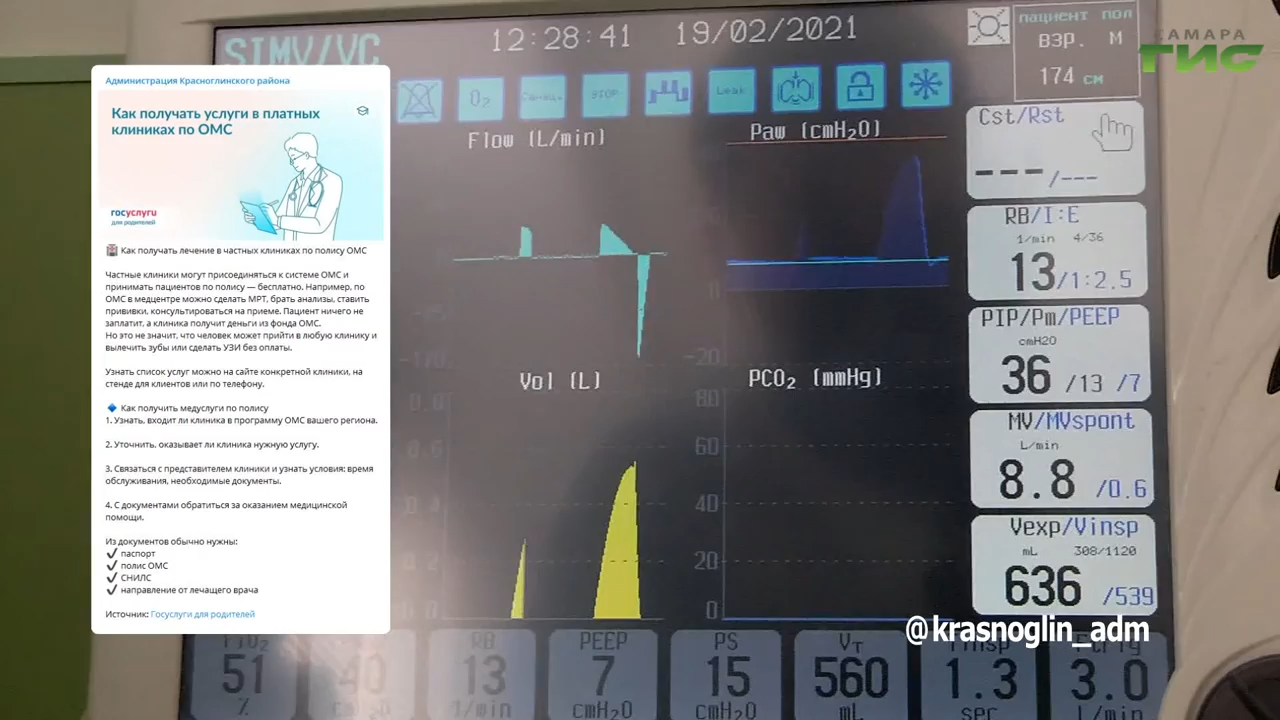 SIMV/VC
12:28:41 19/02/2021
пациент пол
взр. М
174 см
САМАРА
ГИС
O₂
STOP
Leak
Flow (L/min)
Paw (cmH₂O)
Cst/Rst
---/---
RB/I:E
1/min 4/36
13/1:2.5
PIP/Pm/PEEP
cmH2O
36/13/7
MV/MVspont
L/min
8.8/0.6
Vexp/Vinsp
mL 308/1120
636/539
-20
Vol (L)
PCO₂ (mmHg)
80
60
40
20
0
Администрация Красноглинского района
Как получать услуги в платных
клиниках по ОМС
госуслуги
для родителей
Как получать лечение в частных клиниках по полису ОМС
Частные клиники могут присоединяться к системе ОМС и
принимать пациентов по полису — бесплатно. Например, по
ОМС в медцентре можно сделать МРТ, брать анализы, ставить
прививки, консультироваться на приеме. Пациент ничего не
заплатит, а клиника получит деньги из фонда ОМС.
Но это не значит, что человек может прийти в любую клинику и
вылечить зубы или сделать УЗИ без оплаты.
Узнать список услуг можно на сайте конкретной клиники, на
стенде для клиентов или по телефону.
Как получить медуслуги по полису
1. Узнать, входит ли клиника в программу ОМС вашего региона.
2. Уточнить, оказывает ли клиника нужную услугу.
3. Связаться с представителем клиники и узнать условия: время
обслуживания, необходимые документы.
4. С документами обратиться за оказанием медицинской
помощи.
Из документов обычно нужны:
паспорт
полис ОМС
СНИЛС
направление от лечащего врача
Источник: Госуслуги для родителей
@krasnoglin_adm
FiO₂
51
%
40
cmH₂O
RB
13
1/min
PEEP
7
cmH₂O
PS
15
cmH₂O
VT
560
mL
Tinsp
1.3
sec
Ftrig
3.0
L/min